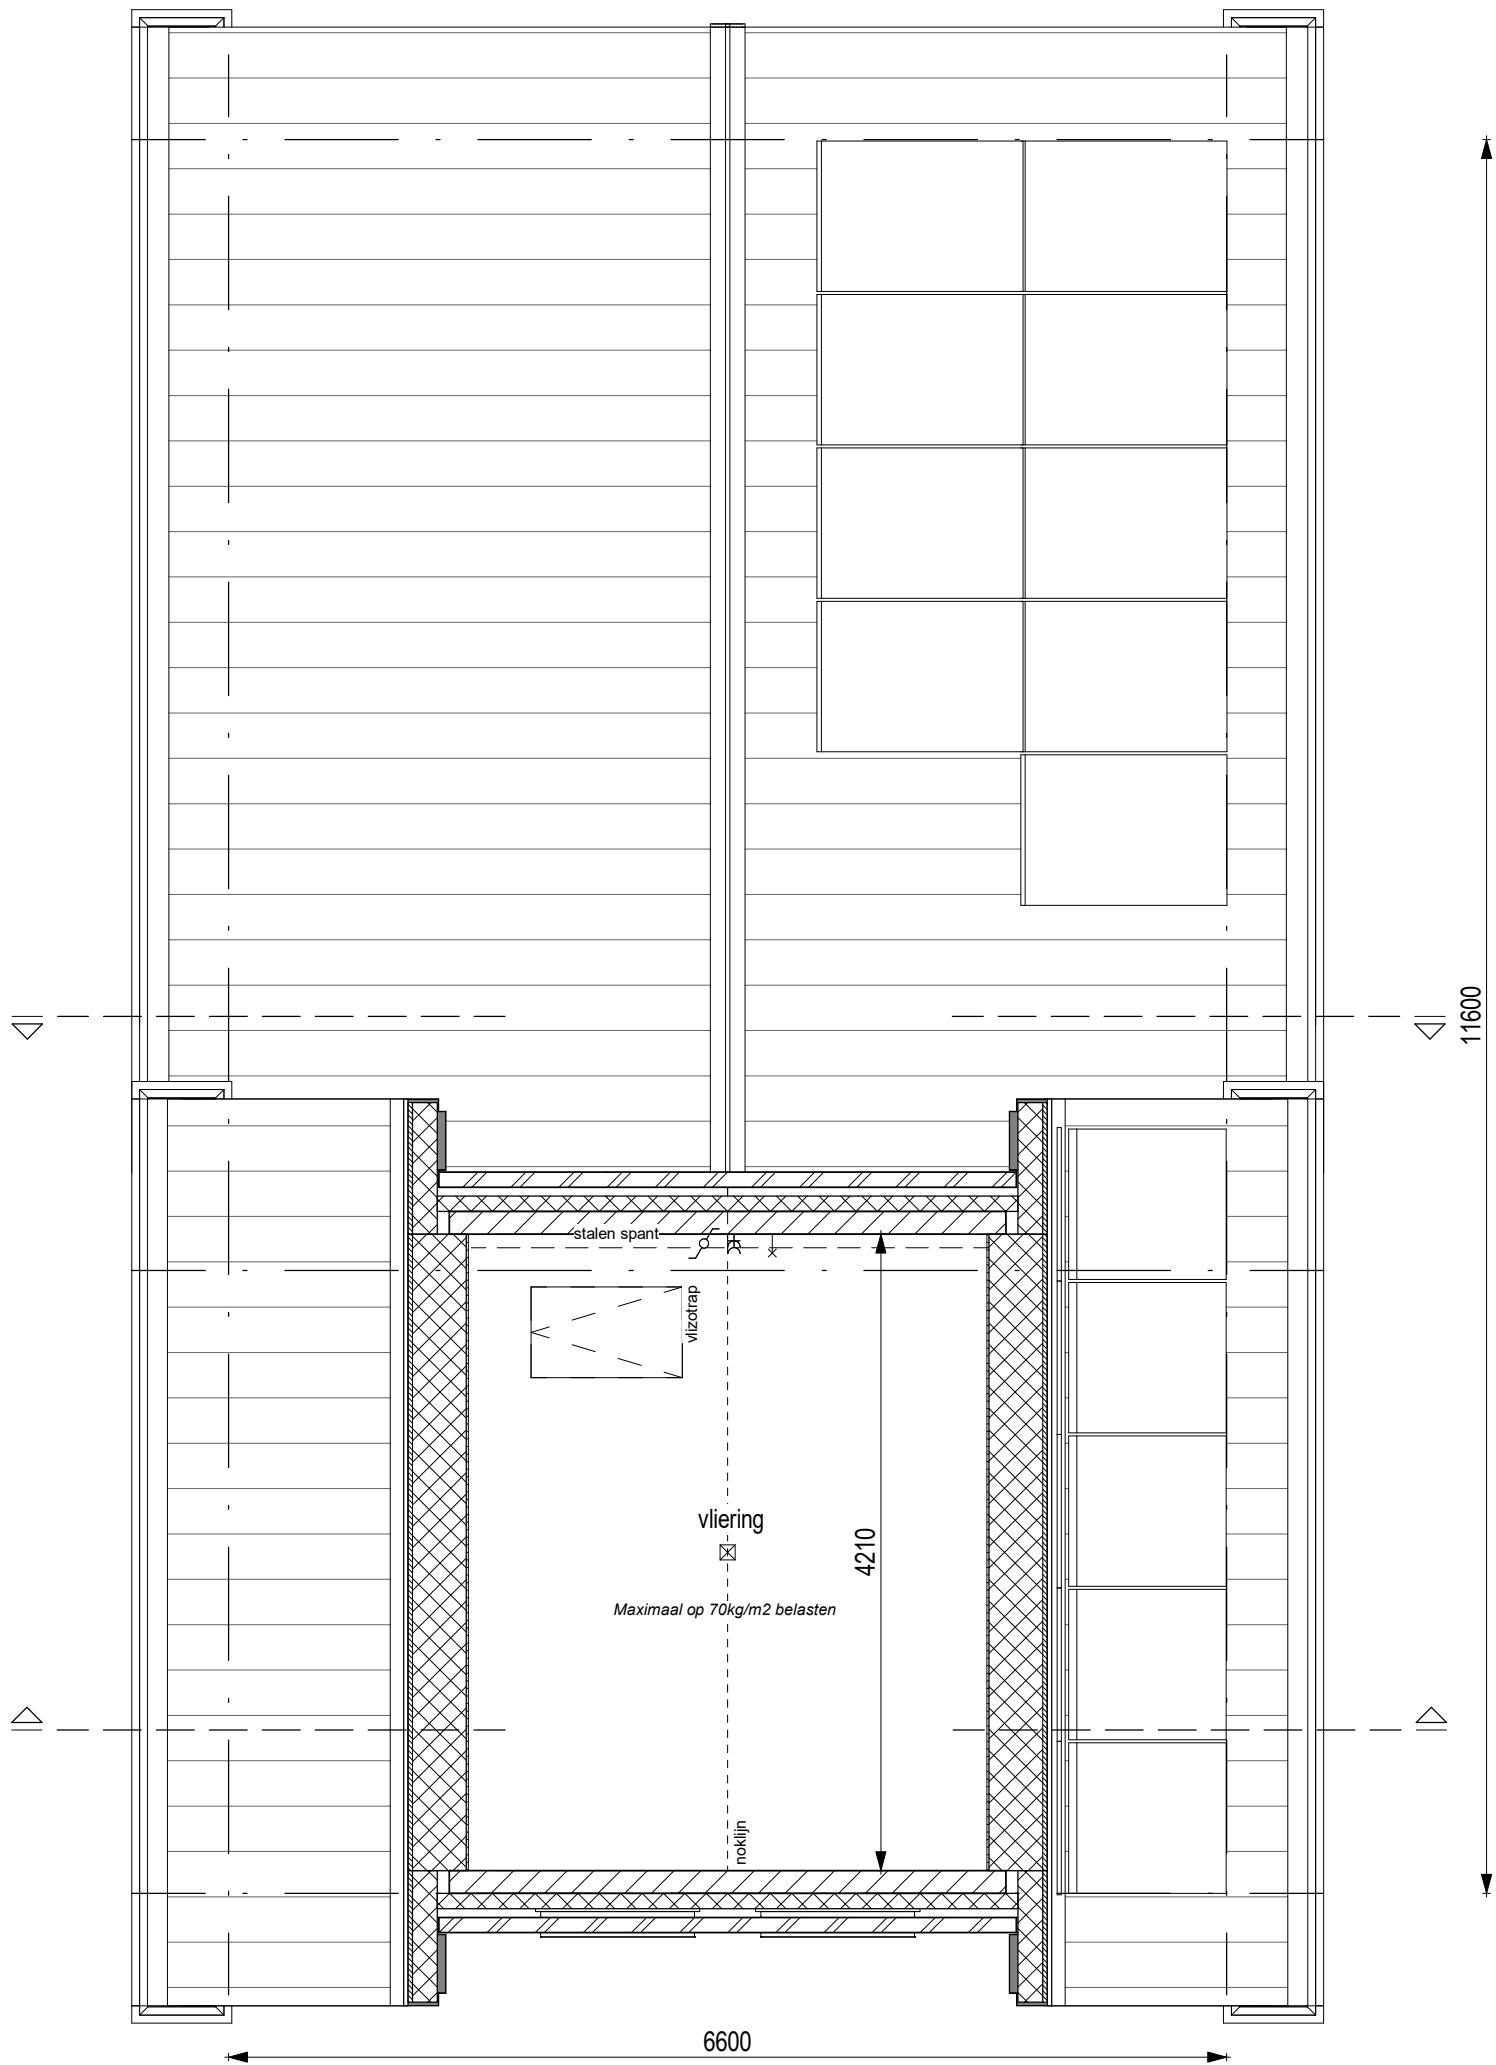 11600
stalen spant
vlizotrap
vliering
4210
Maximaal op 70kg/m2 belasten
noklijn
6600